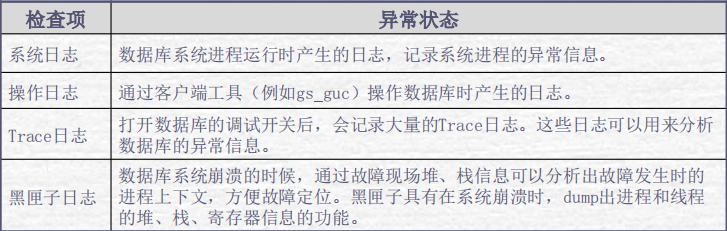 检查项 异常状态
系统日志 数据库系统进程运行时产生的日志，记录系统进程的异常信息。
操作日志 通过客户端工具（例如gs_guc）操作数据库时产生的日志。
Trace日志 打开数据库的调试开关后，会记录大量的Trace日志。这些日志可以用来分析
数据库的异常信息。
黑匣子日志 数据库系统崩溃的时候，通过故障现场堆、栈信息可以分析出故障发生时的
进程上下文，方便故障定位。黑匣子具有在系统崩溃时，dump出进程和线程
的堆、栈、寄存器信息的功能。